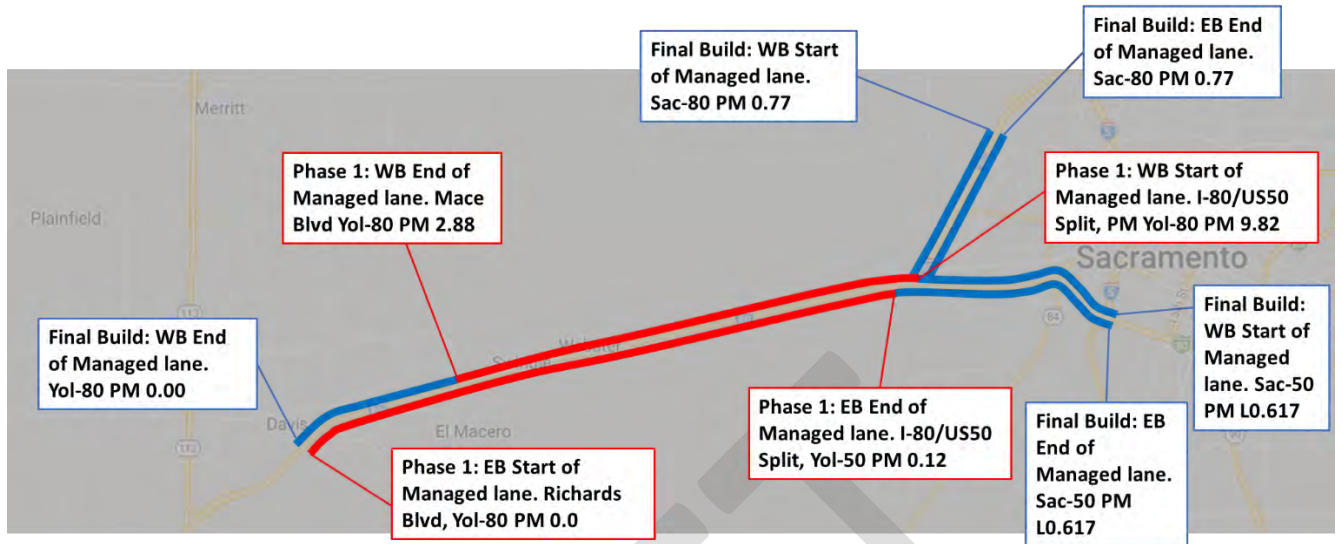 Final Build: WB Start
of Managed lane.
Sac-80 PM 0.77
Final Build: EB End
of Managed lane.
Sac-80 PM 0.77
Merritt
Phase 1: WB End of
Managed lane. Mace
Blvd Yol-80 PM 2.88
Phase 1: WB Start of
Managed lane. I-80/US50
Split, PM Yol-80 PM 9.82
Plainfield
Sacramento
Final Build: WB End
of Managed lane.
Yol-80 PM 0.00
Final Build:
WB Start of
Managed
lane. Sac-50
PM L0.617
113
84
Webster
Davis
El Macero
Phase 1: EB End of
Managed lane. I-80/US50
Split, Yol-50 PM 0.12
Final Build: EB
End of
Managed lane.
Sac-50 PM
L0.617
113
Phase 1: EB Start of
Managed lane. Richards
Blvd, Yol-80 PM 0.0